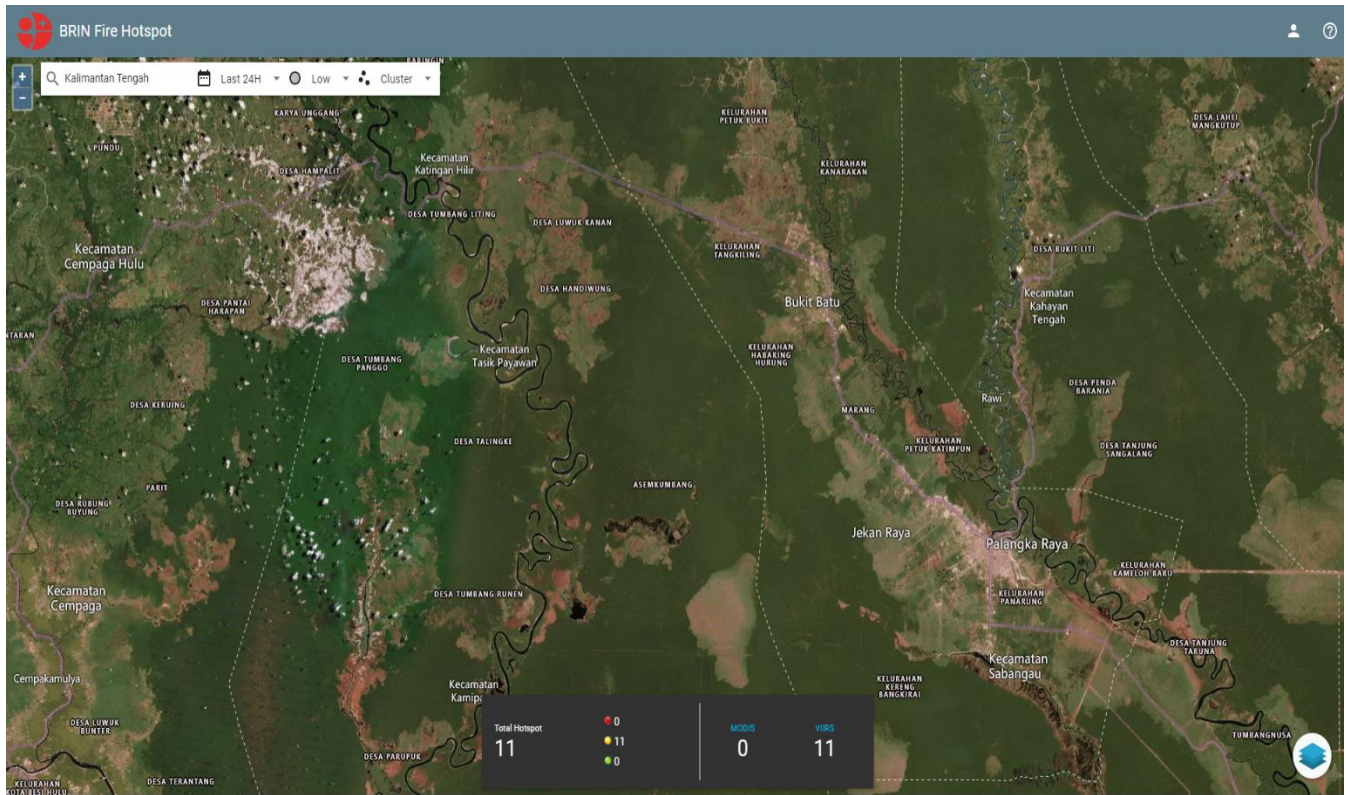 BRIN Fire Hotspot
+
-
Kalimantan Tengah
Last 24H
Low
Cluster
BABINGIN
KARYA UNGGANG
PUNDU
DESA HAMPALIT
Kecamatan
Katingan Hilir
KELURAHAN
PETUK BUKIT
DESA LAHEI
MANGKUTUP
KELURAHAN
KANARAKAN
DESA TUMBANG LITING
DESA LUWUK KANAN
Kecamatan
Cempaga Hulu
KELURAHAN
TANGKILING
DESA BUKIT LITI
DESA PANTAI
HARAPAN
DESA HANDIWUNG
Bukit Batu
Kecamatan
Kahayan
Tengah
NTARAN
DESA TUMBANG
PANGGO
Kecamatan
Tasik Payawan
KELURAHAN
HABARING
HURUNG
DESA PENDA
BARANIA
Rawi
DESA KERUING
MARANG
DESA TALINGKE
KELURAHAN
PETUK KATIMPUN
DESA TANJUNG
SANGALANG
PARIT
ASEMKUMBANG
DESA RUBUNG
BUYUNG
Jekan Raya
Palangka Raya
KELURAHAN
KAMELOH BARU
Kecamatan
Cempaga
DESA TUMBANG RUNEN
KELURAHAN
PANARUNG
DESA TANJUNG
TARUNA
Kecamatan
Sabangau
Cempakamulya
Kecamatan
Kamipa
KELURAHAN
KERENG
BANGKIRAI
DESA LUWUK
BUNTER
TUMBANGNUSA
DESA PARUPUK
DESA TERANTANG
KELURAHAN
KOTA BESI HULU
Total Hotspot
11
0
11
0
MODIS
0
VIIRS
11